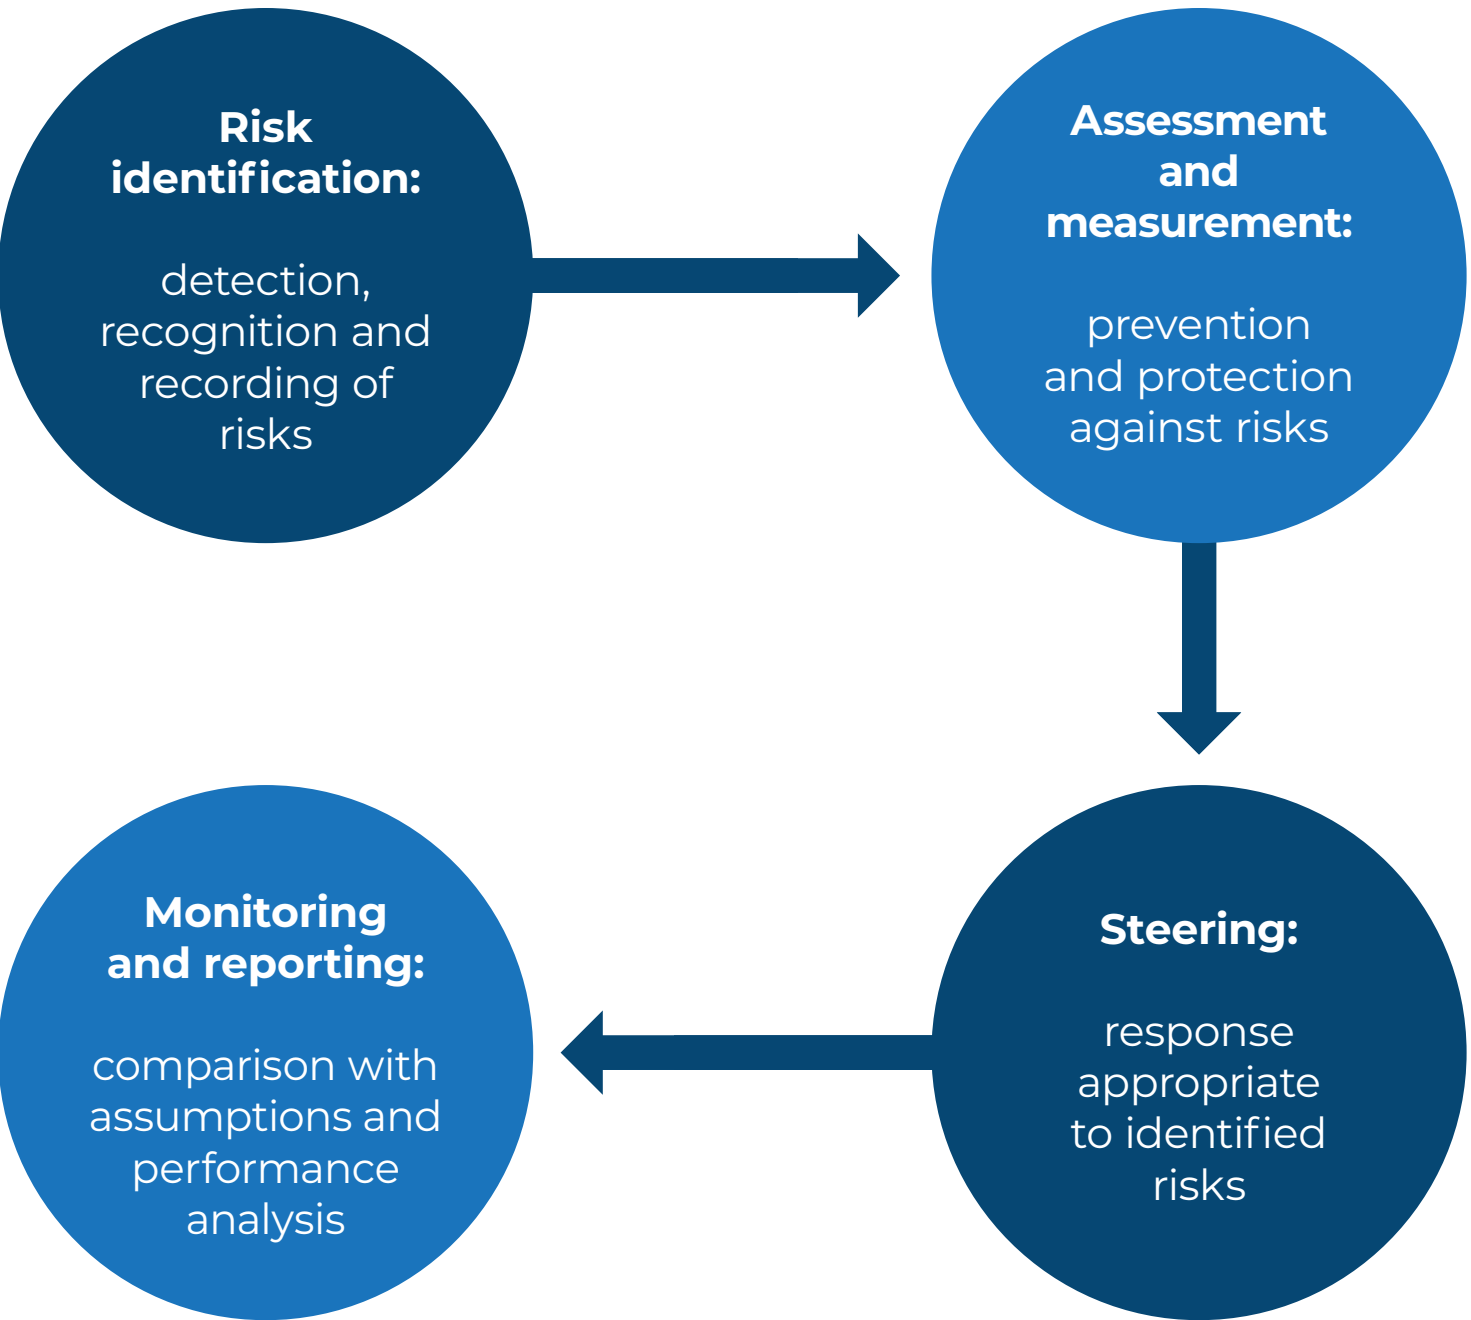 Risk
identification:
detection,
recognition and
recording of
risks
Assessment
and
measurement:
prevention
and protection
against risks
Steering:
response
appropriate
to identified
risks
Monitoring
and reporting:
comparison with
assumptions and
performance
analysis